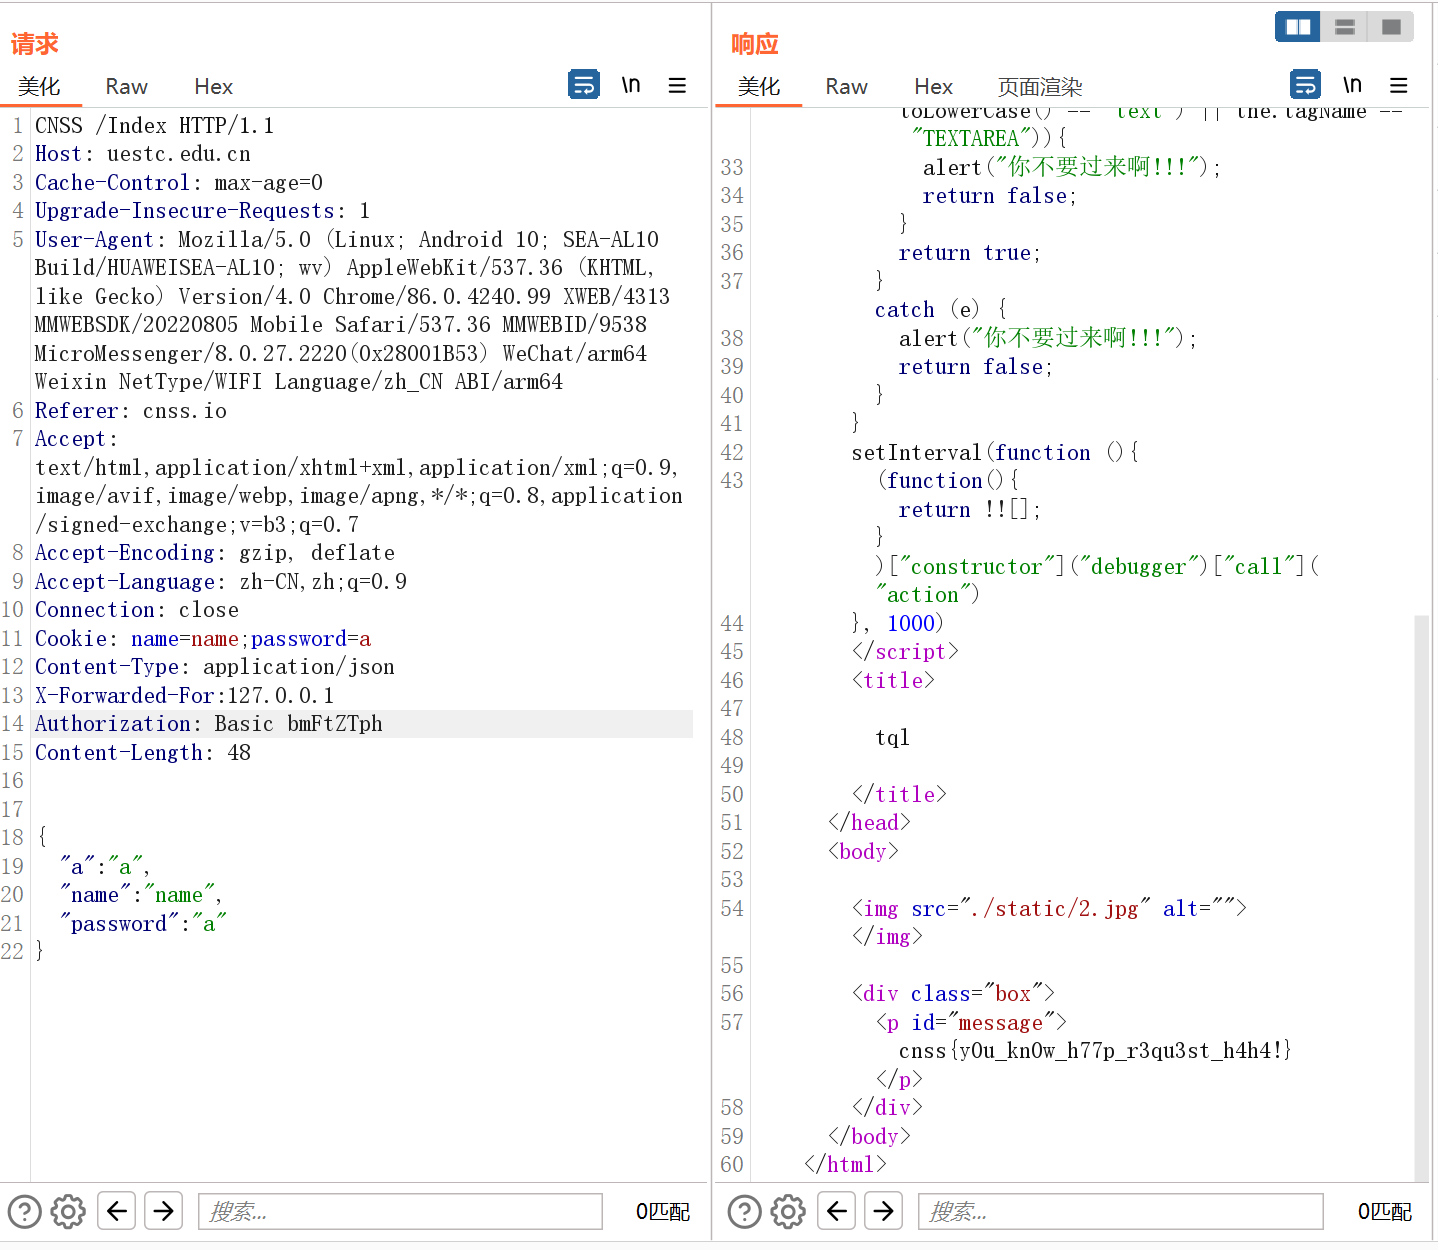 请求
美化 Raw Hex \n
1 CNSS /Index HTTP/1.1
2 Host: uestc.edu.cn
3 Cache-Control: max-age=0
4 Upgrade-Insecure-Requests: 1
5 User-Agent: Mozilla/5.0 (Linux; Android 10; SEA-AL10
Build/HUAWEISEA-AL10; wv) AppleWebKit/537.36 (KHTML,
like Gecko) Version/4.0 Chrome/86.0.4240.99 XWEB/4313
MMWEBSDK/20220805 Mobile Safari/537.36 MMWEBID/9538
MicroMessenger/8.0.27.2220(0x28001B53) WeChat/arm64
Weixin NetType/WIFI Language/zh_CN ABI/arm64
6 Referer: cnss.io
7 Accept:
text/html,application/xhtml+xml,application/xml;q=0.9,
image/avif,image/webp,image/apng,*/*;q=0.8,application
/signed-exchange;v=b3;q=0.7
8 Accept-Encoding: gzip, deflate
9 Accept-Language: zh-CN,zh;q=0.9
10 Connection: close
11 Cookie: name=name;password=a
12 Content-Type: application/json
13 X-Forwarded-For:127.0.0.1
14 Authorization: Basic bmFtZTph
15 Content-Length: 48
16
17
18 {
19 "a":"a",
20 "name":"name",
21 "password":"a"
22 }
搜索... 0匹配
响应
美化 Raw Hex 页面渲染 \n
toLowerCase() == "text") || the.tagName ==
"TEXTAREA")){
33 alert("你不要过来啊!!!");
34 return false;
35 }
36 return true;
37 }
catch (e) {
38 alert("你不要过来啊!!!");
39 return false;
40 }
41 }
42 setInterval(function (){
43 (function(){
return !![];
}
)["constructor"]("debugger")["call"](
"action")
44 }, 1000)
45 </script>
46 <title>
47
48 tql
49
50 </title>
51 </head>
52 <body>
53
54 <img src="./static/2.jpg" alt="">
</img>
55
56 <div class="box">
57 <p id="message">
cnss{y0u_kn0w_h77p_r3qu3st_h4h4!}
</p>
58 </div>
59 </body>
60 </html>
搜索... 0匹配